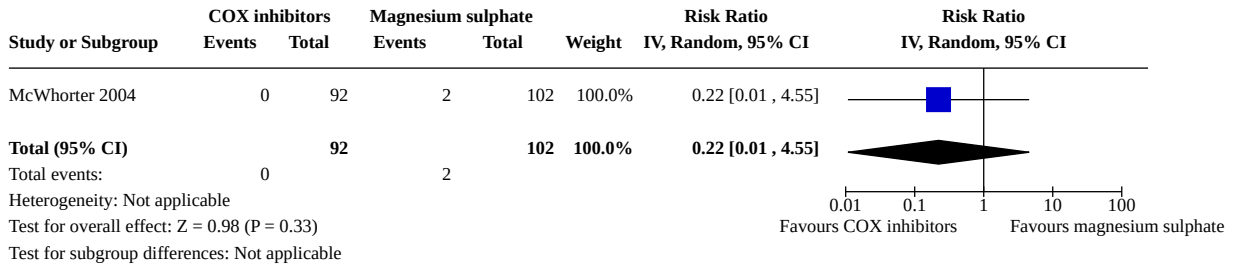 COX inhibitors Magnesium sulphate Risk Ratio Risk Ratio
Study or Subgroup Events Total Events Total Weight IV, Random, 95% CI IV, Random, 95% CI
McWhorter 2004 0 92 2 102 100.0% 0.22 [0.01 , 4.55]
Total (95% CI) 92 102 100.0% 0.22 [0.01 , 4.55]
Total events: 0 2
Heterogeneity: Not applicable
0.01 0.1 1 10 100
Test for overall effect: Z = 0.98 (P = 0.33) Favours COX inhibitors Favours magnesium sulphate
Test for subgroup differences: Not applicable